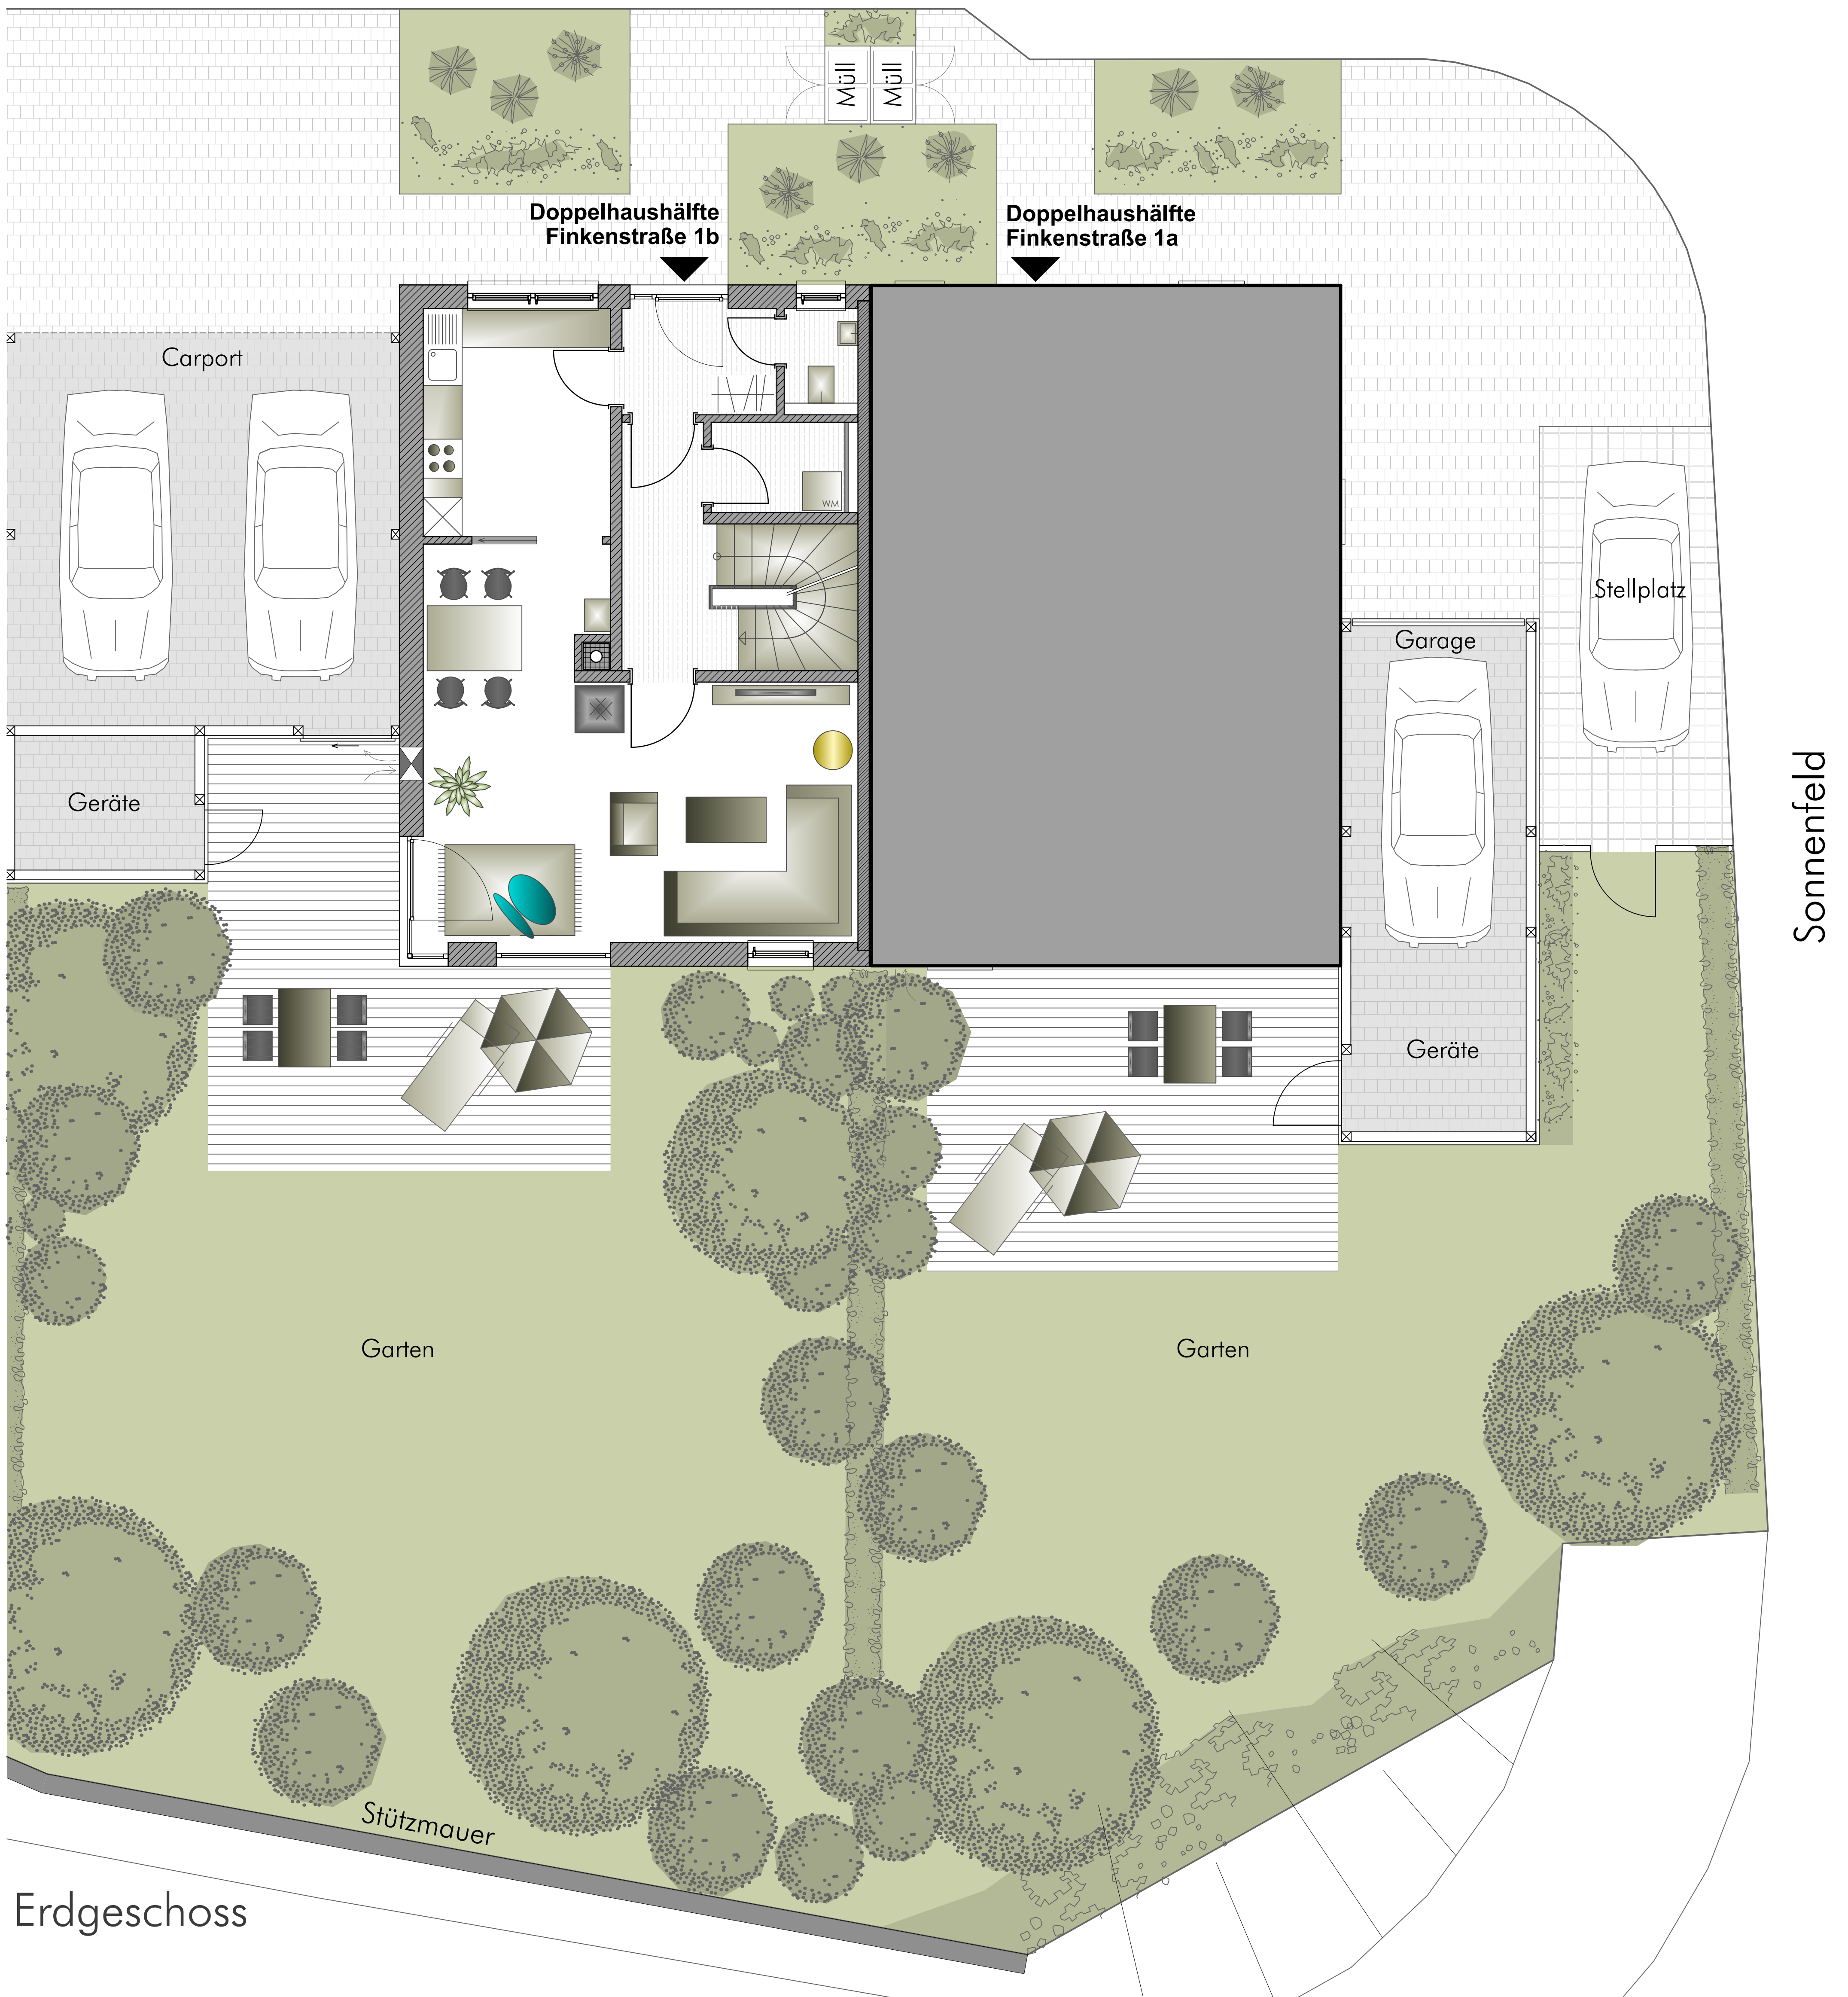 Müll
Müll
Doppelhaushälfte
Finkenstraße 1b
Doppelhaushälfte
Finkenstraße 1a
Carport
WM
Stellplatz
Garage
Geräte
Sonnenfeld
Geräte
Garten
Garten
Stützmauer
Erdgeschoss